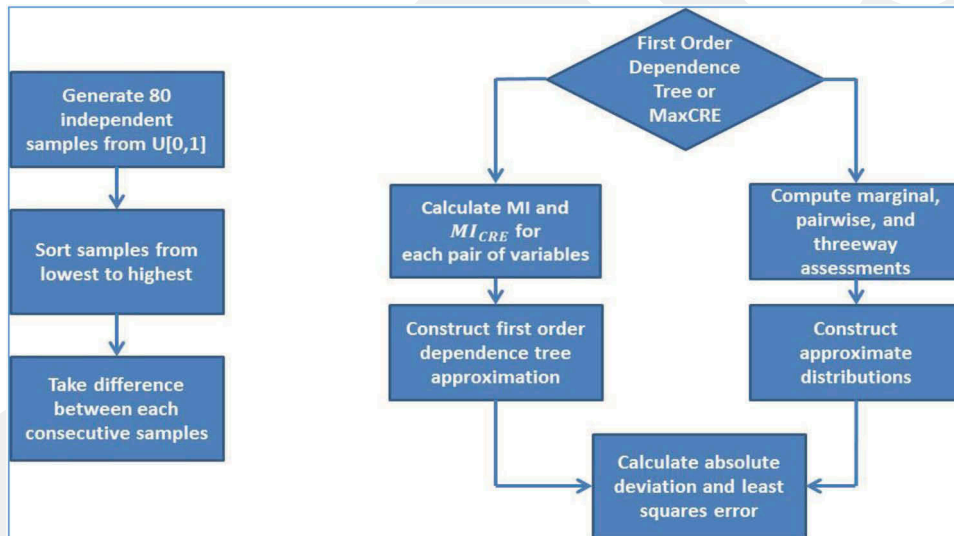 Generate 80
independent
samples from U[0,1]
Sort samples from
lowest to highest
Take difference
between each
consecutive samples
First Order
Dependence
Tree or
MaxCRE
Calculate MI and
MI_{CRE} for
each pair of variables
Construct first order
dependence tree
approximation
Compute marginal,
pairwise, and
threeway
assessments
Construct
approximate
distributions
Calculate absolute
deviation and least
squares error